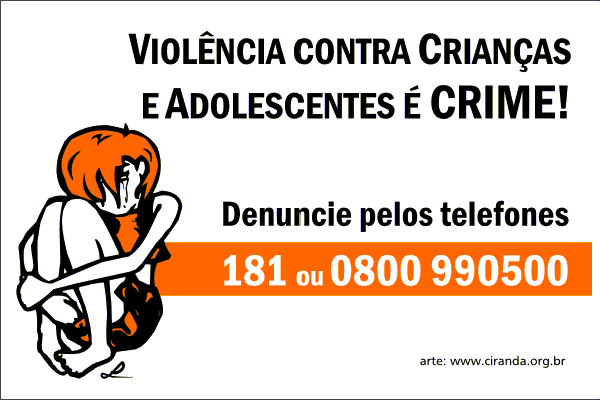 VIOLÊNCIA CONTRA CRIANÇAS
E ADOLESCENTES É CRIME!
Denuncie pelos telefones
181 ou 0800 990500
arte: www.ciranda.org.br